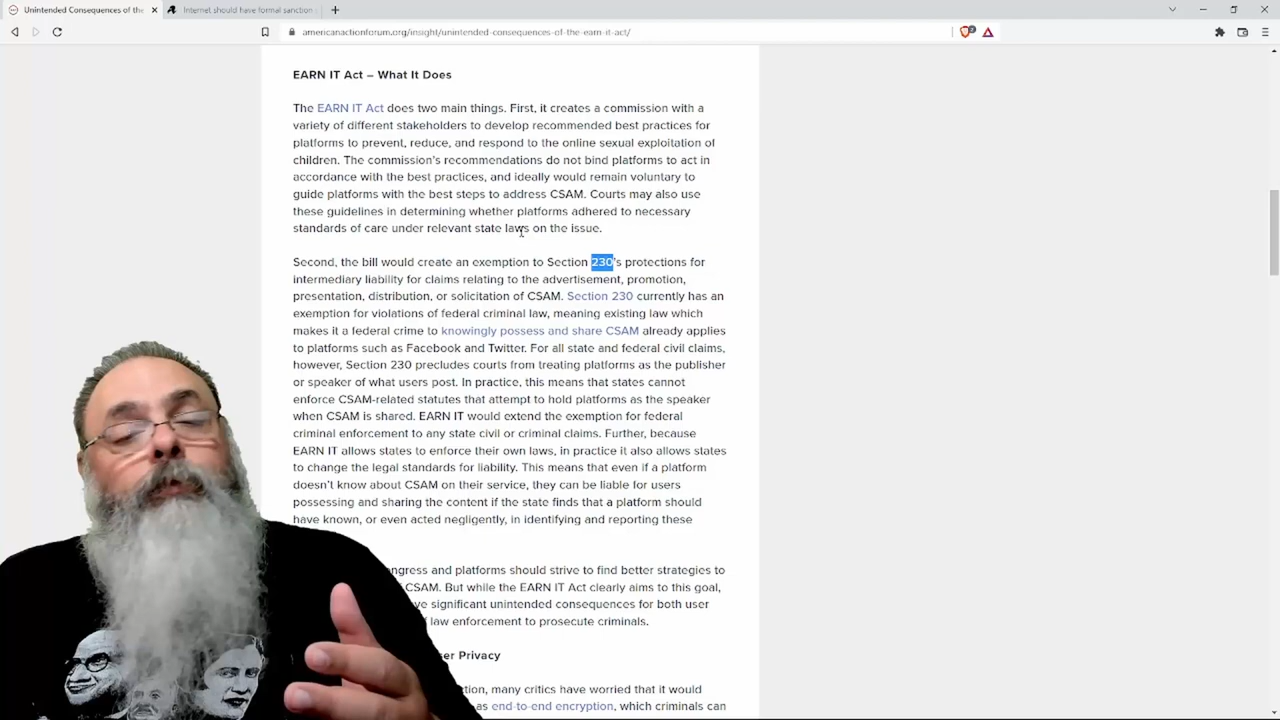 Unintended Consequences of the
Internet should have formal sanction
americanactionforum.org/insight/unintended-consequences-of-the-earn-it-act/
EARN IT Act – What It Does
The EARN IT Act does two main things. First, it creates a commission with a
variety of different stakeholders to develop recommended best practices for
platforms to prevent, reduce, and respond to the online sexual exploitation of
children. The commission's recommendations do not bind platforms to act in
accordance with the best practices, and ideally would remain voluntary to
guide platforms with the best steps to address CSAM. Courts may also use
these guidelines in determining whether platforms adhered to necessary
standards of care under relevant state laws on the issue.
Second, the bill would create an exemption to Section 230's protections for
intermediary liability for claims relating to the advertisement, promotion,
presentation, distribution, or solicitation of CSAM. Section 230 currently has an
exemption for violations of federal criminal law, meaning existing law which
makes it a federal crime to knowingly possess and share CSAM already applies
to platforms such as Facebook and Twitter. For all state and federal civil claims,
however, Section 230 precludes courts from treating platforms as the publisher
or speaker of what users post. In practice, this means that states cannot
enforce CSAM-related statutes that attempt to hold platforms as the speaker
when CSAM is shared. EARN IT would extend the exemption for federal
criminal enforcement to any state civil or criminal claims. Further, because
EARN IT allows states to enforce their own laws, in practice it also allows states
to change the legal standards for liability. This means that even if a platform
doesn't know about CSAM on their service, they can be liable for users
possessing and sharing the content if the state finds that a platform should
have known, or even acted negligently, in identifying and reporting these
ngress and platforms should strive to find better strategies to
CSAM. But while the EARN IT Act clearly aims to this goal,
ve significant unintended consequences for both user
law enforcement to prosecute criminals.
ser Privacy
ction, many critics have worried that it would
as end-to-end encryption, which criminals can